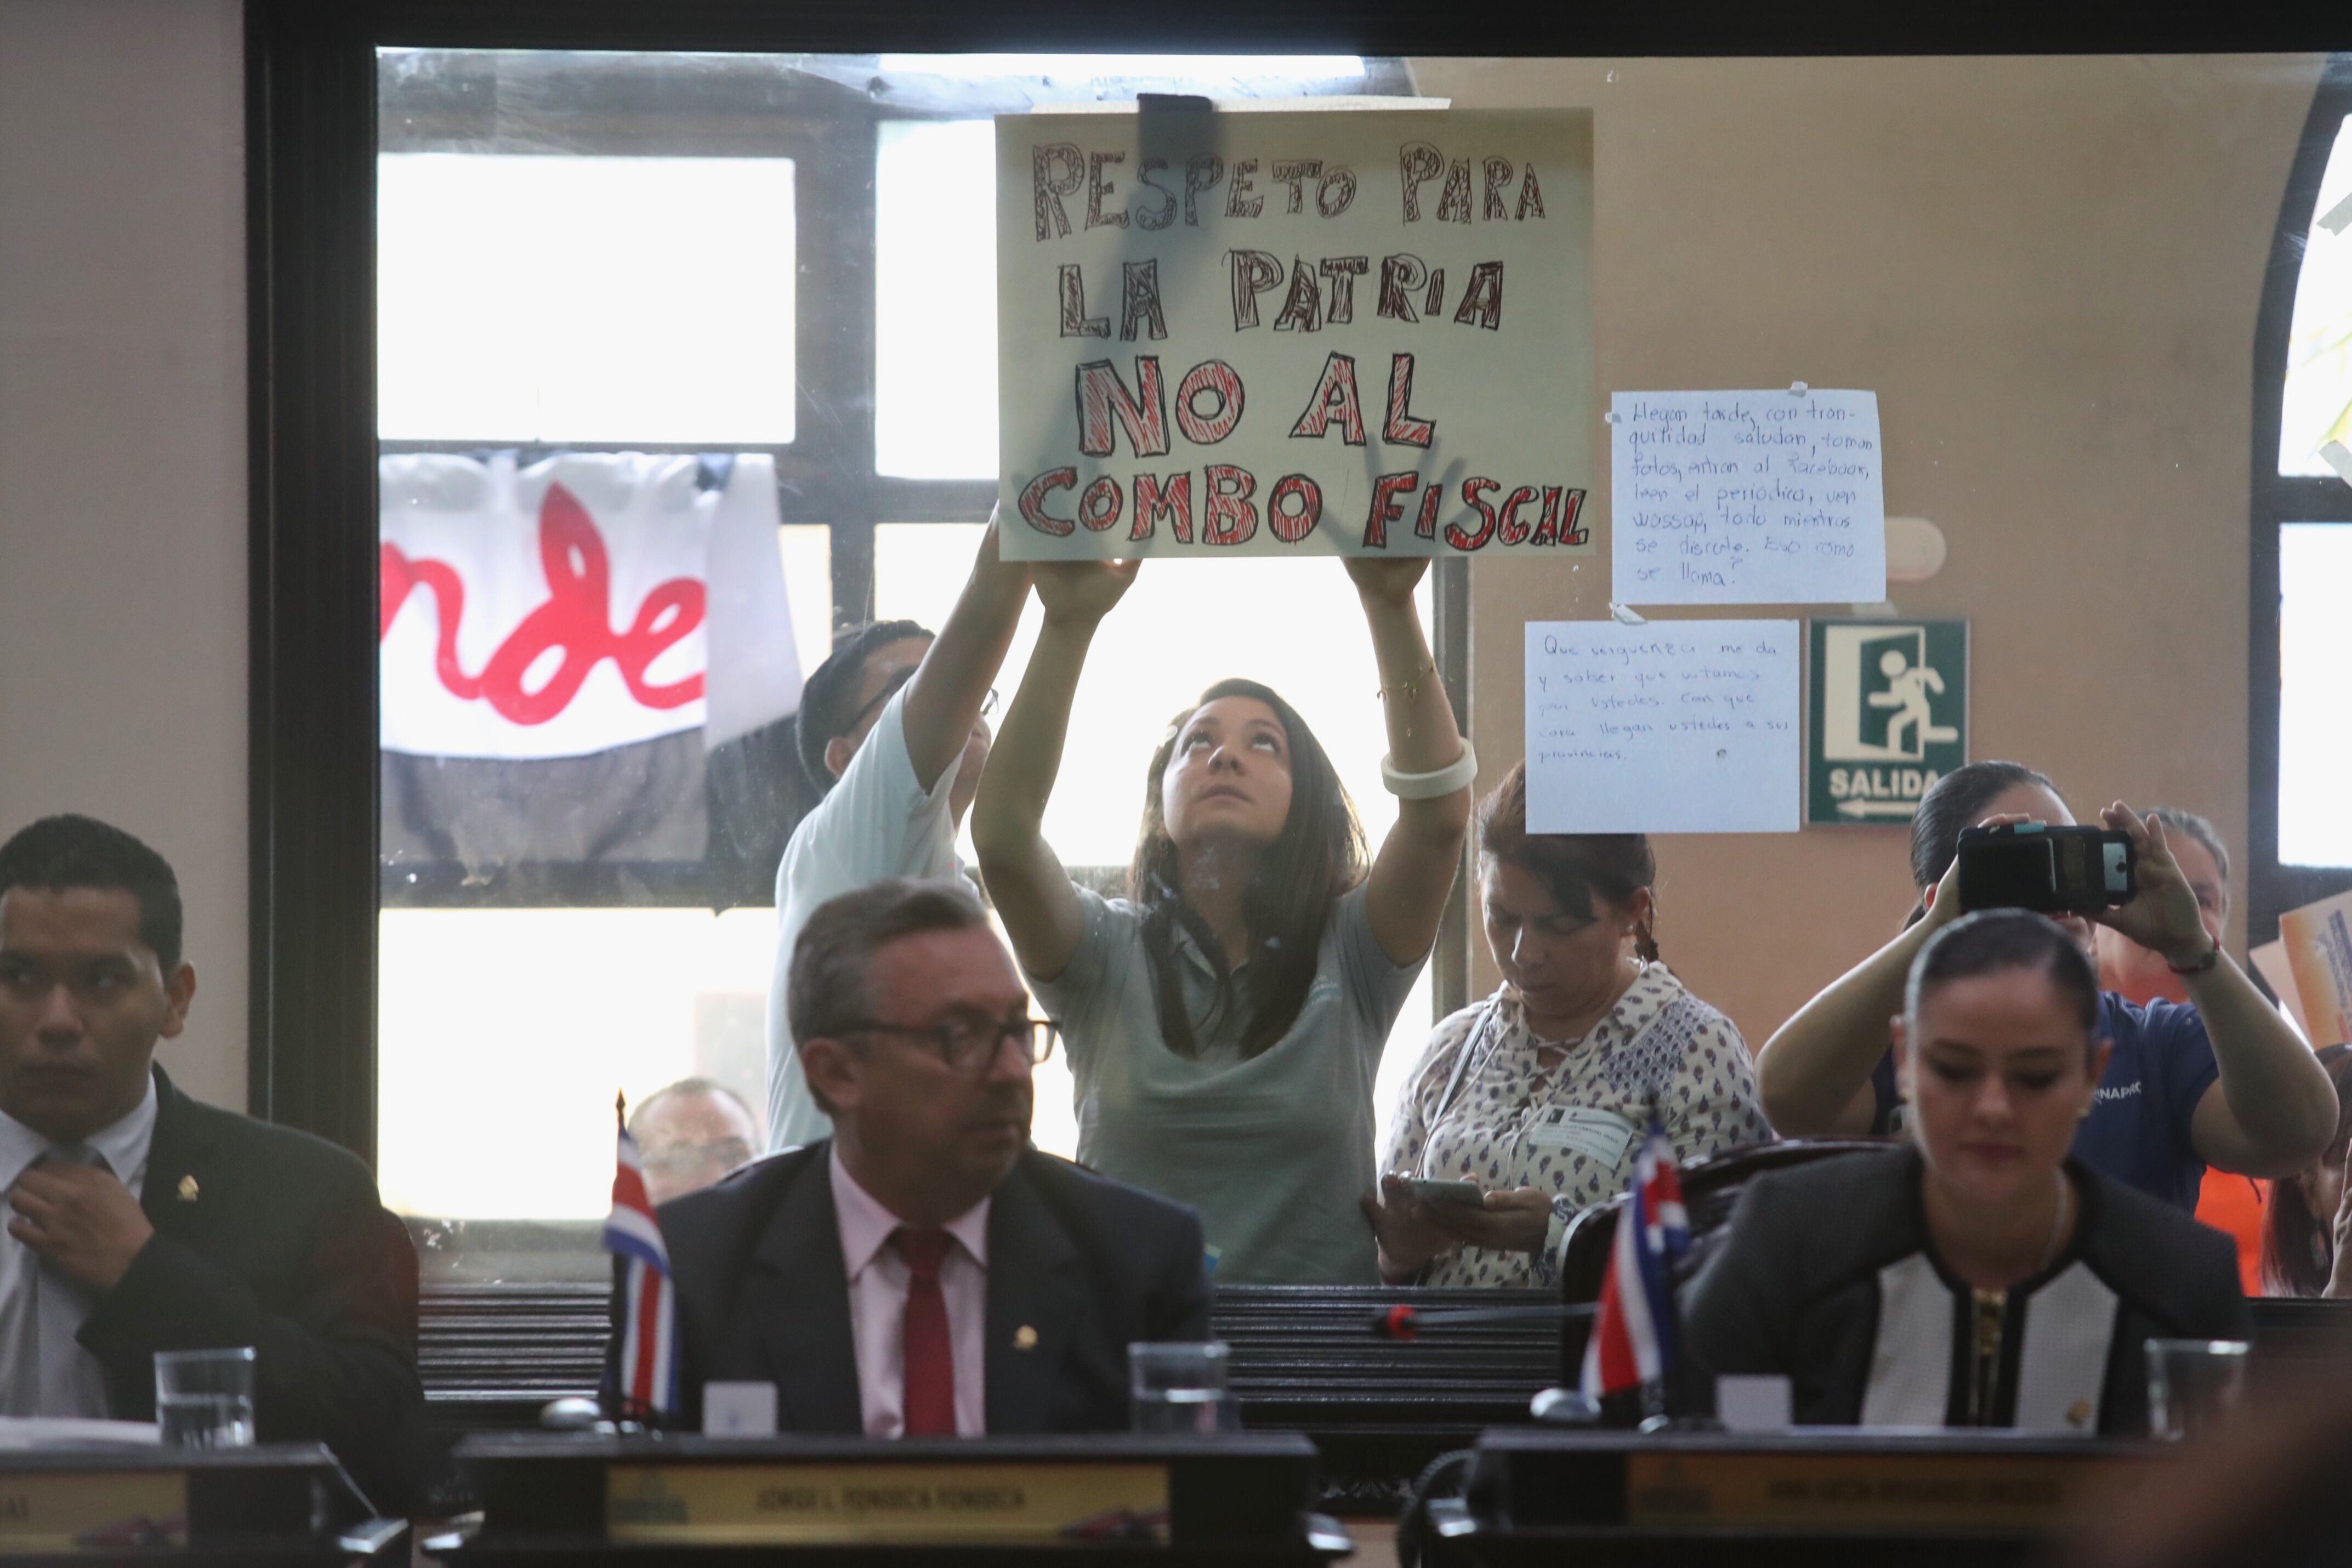 RESPETO PARA
LA PATRIA
NO AL
COMBO FISCAL
nde
Llegan tarde, con tran-
quilidad saludan, toman
fotos, entran al facebook,
leen el periódico, ven
wassap, todo mientras
se discute. Eso como
se llama?
Que verguenza me da
y saber que votamos
por ustedes. Con que
cara llegan ustedes a sus
provincias.
SALIDA
JORGE L. FONSECA FONSECA